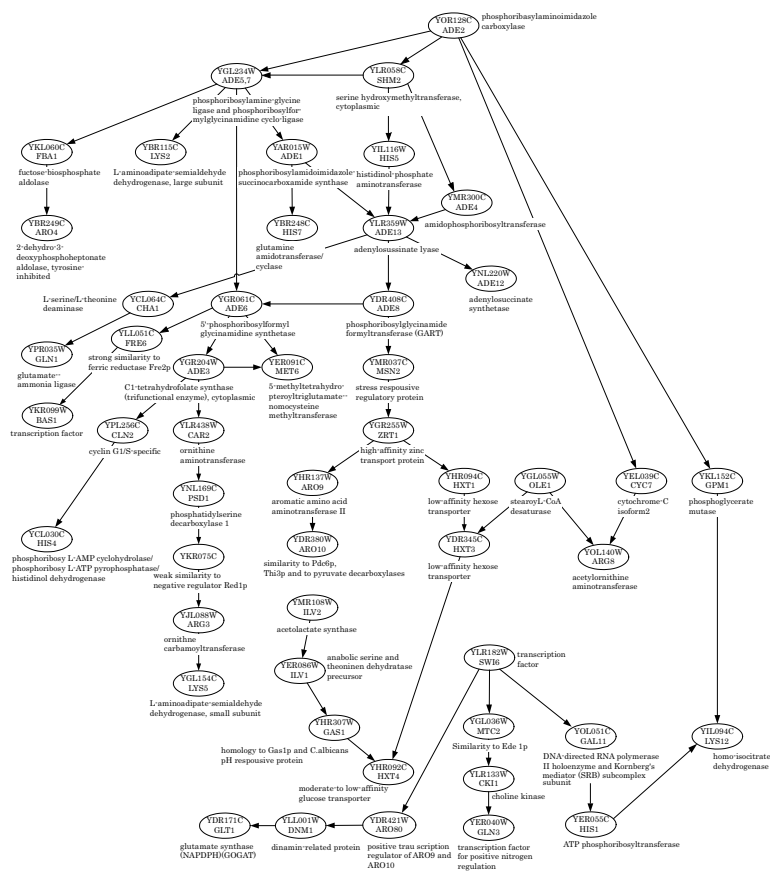 YOR128C
ADE2
phosphoribasylaminoimidazole
carboxylase
YGL234W
ADE5,7
YLR058C
SHM2
phosphoribosylamine-glycine
ligase and phosphoribosylfor-
mylglycinamidine cyclo-ligase
serine hydroxymethyltransferase,
cytoplasmic
YKL060C
FBA1
YBR115C
LYS2
YAR015W
ADE1
YIL116W
HIS5
fuctose-biosphosphate
aldolase
L-aminoadipate-semialdehyde
dehydrogenase, large subunit
phosphoribosylamidoimidazole-
succinocarboxamide synthase
histidinol-phosphate
aminotransferase
YMR300C
ADE4
amidophosphoribosyltransferase
YBR249C
ARO4
YBR248C
HIS7
YLR359W
ADE13
2-dehydro-3-
deoxyphosphoheptonate
aldolase, tyrosine-
inhibited
glutamine
amidotransferase/
cyclase
adenylosussinate lyase
YNL220W
ADE12
adenylosuccinate
synthetase
L-serine/L-theonine
deaminase
YCL064C
CHA1
YGR061C
ADE6
YDR408C
ADE8
5'-phosphoribosylformyl
glycinamidine synthetase
phosphoribosylglycinamide
formyltransferase (GART)
YLL051C
FRE6
YPR035W
GLN1
strong similarity to
ferric reductase Fre2p
YGR204W
ADE3
YER091C
MET6
YMR037C
MSN2
glutamate--
ammonia ligase
C1-tetrahydrofolate synthase
(trifunctional enzyme), cytoplasmic
5-methyltetrahydro-
pteroyltriglutamate--
nomocysteine
methyltransferase
stress respousive
regulatory protein
YKR099W
BAS1
transcription factor
YPL256C
CLN2
YLR438W
CAR2
YGR255W
ZRT1
cyclin G1/S-specific
ornithine
aminotransferase
high-affinity zinc
transport protein
YHR137W
ARO9
YHR094C
HXT1
YGL055W
OLE1
YEL039C
CYC7
YKL152C
GPM1
YNL169C
PSD1
aromatic amino acid
aminotransferase II
low-affinity hexose
transporter
stearoyL-CoA
desaturase
cytochrome-C
isoform2
phosphoglycerate
mutase
phosphatidylserine
decarboxylase 1
YCL030C
HIS4
YDR380W
ARO10
YDR345C
HXT3
YOL140W
ARG8
phosphoribosy L-AMP cyclohydrolase/
phosphoribosy L-ATP pyrophosphatase/
histidinol dehydrogenase
YKR075C
weak similarity to
negative regulator Red1p
similarity to Pdc6p,
Thi3p and to pyruvate decarboxylases
low-affinity hexose
transporter
acetylornithine
aminotransferase
YJL088W
ARG3
ornithne
carbamoyltransferase
YMR108W
ILV2
acetolactate synthase
YGL154C
LYS5
L-aminoadipate-semialdehyde
dehydrogenase, small subunit
YER086W
ILV1
anabolic serine and
theoninen dehydratase
precursor
YLR182W
SWI6
transcription
factor
YHR307W
GAS1
homology to Gas1p and C.albicans
pH respousive protein
YGL036W
MTC2
Similarity to Ede 1p
YOL051C
GAL11
YIL094C
LYS12
DNA-directed RNA polymerase
II holoenzyme and Kornberg's
mediator (SRB) subcomplex
subunit
homo-isocitrate
dehydrogenase
YHR092C
HXT4
moderate-to low-affinity
glucose transporter
YLR133W
CKI1
choline kinase
YDR171C
GLT1
YLL001W
DNM1
YDR421W
ARO80
YER040W
GLN3
YER055C
HIS1
glutamate synthase
(NAPDPH)(GOGAT)
dinamin-related protein
positive trau scription
regulator of ARO9 and
ARO10
transcription factor
for positive nitrogen
regulation
ATP phosphoribosyltransferase